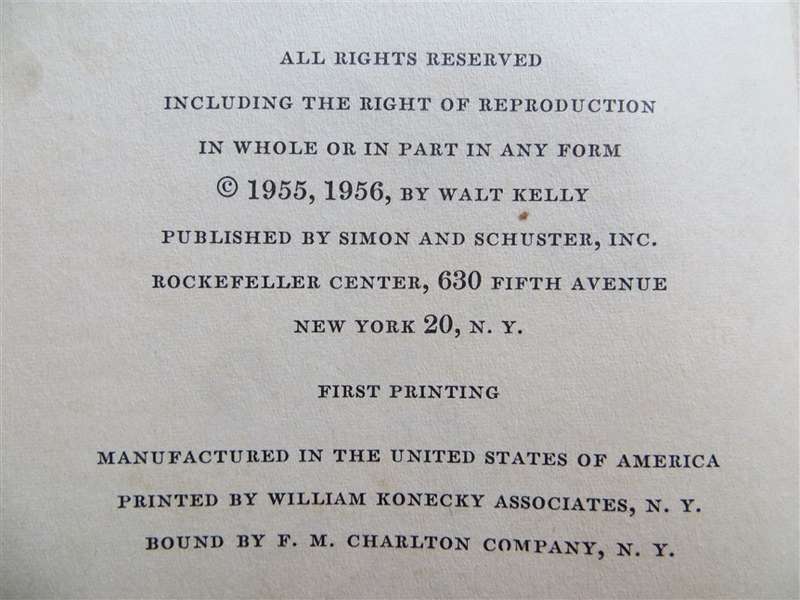 ALL RIGHTS RESERVED
INCLUDING THE RIGHT OF REPRODUCTION
IN WHOLE OR IN PART IN ANY FORM
© 1955, 1956, BY WALT KELLY
PUBLISHED BY SIMON AND SCHUSTER, INC.
ROCKEFELLER CENTER, 630 FIFTH AVENUE
NEW YORK 20, N. Y.
FIRST PRINTING
MANUFACTURED IN THE UNITED STATES OF AMERICA
PRINTED BY WILLIAM KONECKY ASSOCIATES, N. Y.
BOUND BY F. M. CHARLTON COMPANY, N. Y.